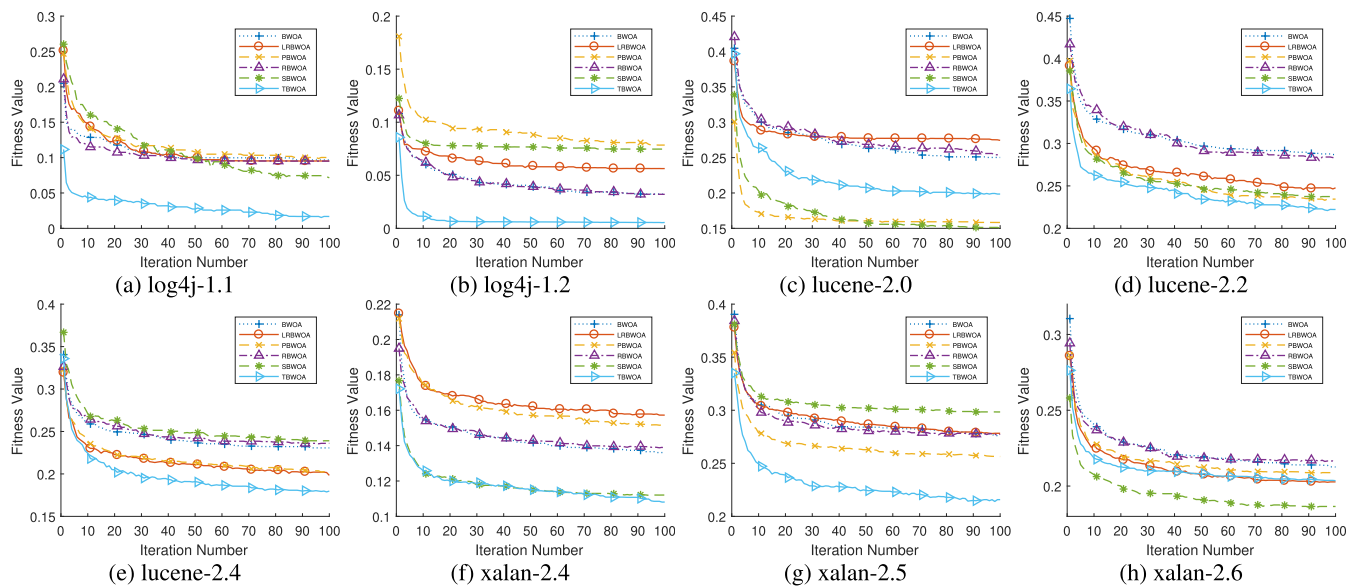 Fitness Value
0.3
0.25
0.2
0.15
0.1
0.05
0
BWOA
LRBWOA
PBWOA
RBWOA
SBWOA
TBWOA
0 10 20 30 40 50 60 70 80 90 100
Iteration Number
(a) log4j-1.1
Fitness Value
0.2
0.15
0.1
0.05
0
BWOA
LRBWOA
PBWOA
RBWOA
SBWOA
TBWOA
0 10 20 30 40 50 60 70 80 90 100
Iteration Number
(b) log4j-1.2
Fitness Value
0.45
0.4
0.35
0.3
0.25
0.2
0.15
BWOA
LRBWOA
PBWOA
RBWOA
SBWOA
TBWOA
0 10 20 30 40 50 60 70 80 90 100
Iteration Number
(c) lucene-2.0
Fitness Value
0.45
0.4
0.35
0.3
0.25
0.2
BWOA
LRBWOA
PBWOA
RBWOA
SBWOA
TBWOA
0 10 20 30 40 50 60 70 80 90 100
Iteration Number
(d) lucene-2.2
Fitness Value
0.4
0.35
0.3
0.25
0.2
0.15
BWOA
LRBWOA
PBWOA
RBWOA
SBWOA
TBWOA
0 10 20 30 40 50 60 70 80 90 100
Iteration Number
(e) lucene-2.4
Fitness Value
0.22
0.2
0.18
0.16
0.14
0.12
0.1
BWOA
LRBWOA
PBWOA
RBWOA
SBWOA
TBWOA
0 10 20 30 40 50 60 70 80 90 100
Iteration Number
(f) xalan-2.4
Fitness Value
0.4
0.35
0.3
0.25
0.2
BWOA
LRBWOA
PBWOA
RBWOA
SBWOA
TBWOA
0 10 20 30 40 50 60 70 80 90 100
Iteration Number
(g) xalan-2.5
Fitness Value
0.3
0.25
0.2
BWOA
LRBWOA
PBWOA
RBWOA
SBWOA
TBWOA
0 10 20 30 40 50 60 70 80 90 100
Iteration Number
(h) xalan-2.6